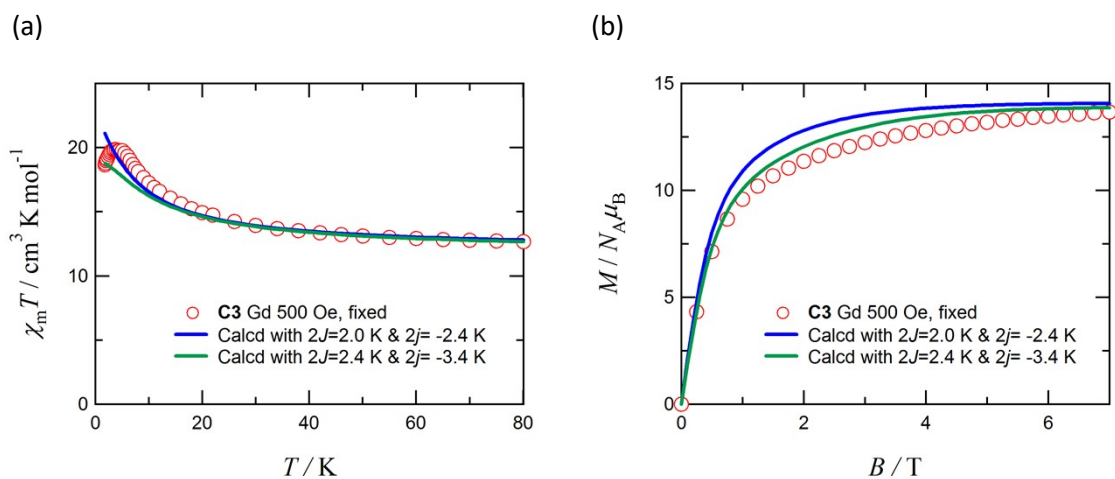 (a)
(b)
χmT / cm³ K mol⁻¹
20
10
0
0 20 40 60 80
T / K
C3 Gd 500 Oe, fixed
Calcd with 2J=2.0 K & 2j= -2.4 K
Calcd with 2J=2.4 K & 2j= -3.4 K
M / NAμB
15
10
5
0
0 2 4 6
B / T
C3 Gd 500 Oe, fixed
Calcd with 2J=2.0 K & 2j= -2.4 K
Calcd with 2J=2.4 K & 2j= -3.4 K